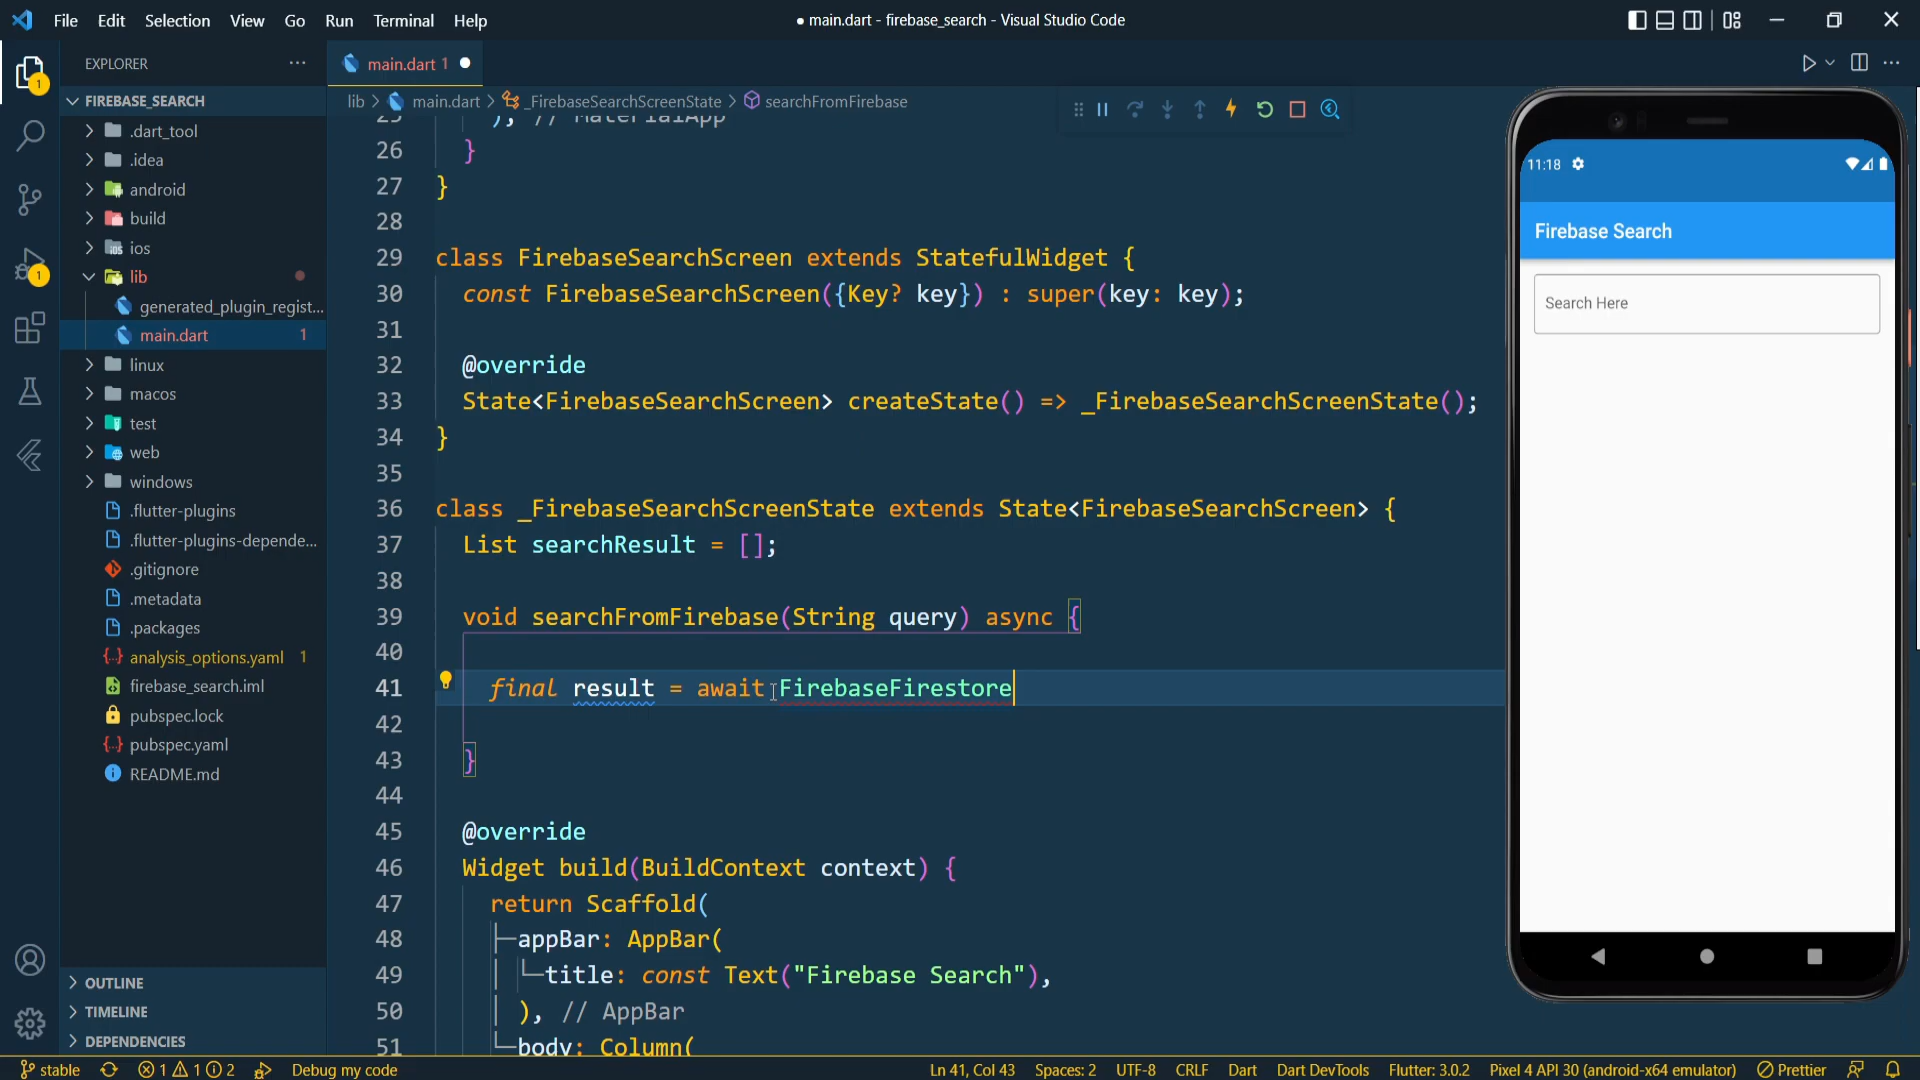 File Edit Selection View Go Run Terminal Help
● main.dart - firebase_search - Visual Studio Code
EXPLORER
main.dart 1
FIREBASE_SEARCH
lib > main.dart > _FirebaseSearchScreenState > searchFromFirebase
.dart_tool
.idea
android
build
ios
lib
generated_plugin_regist...
main.dart 1
linux
macos
test
web
windows
.flutter-plugins
.flutter-plugins-depende...
.gitignore
.metadata
.packages
analysis_options.yaml 1
firebase_search.iml
pubspec.lock
pubspec.yaml
README.md
OUTLINE
TIMELINE
DEPENDENCIES
1
1
25 ), // MaterialApp
26 }
27 }
28
29 class FirebaseSearchScreen extends StatefulWidget {
30 const FirebaseSearchScreen({Key? key}) : super(key: key);
31
32 @override
33 State<FirebaseSearchScreen> createState() => _FirebaseSearchScreenState();
34 }
35
36 class _FirebaseSearchScreenState extends State<FirebaseSearchScreen> {
37 List searchResult = [];
38
39 void searchFromFirebase(String query) async {
40
41 final result = await FirebaseFirestore
42
43 }
44
45 @override
46 Widget build(BuildContext context) {
47 return Scaffold(
48 appBar: AppBar(
49 title: const Text("Firebase Search"),
50 ), // AppBar
51 body: Column(
11:18
Firebase Search
Search Here
stable 1 1 2 Debug my code Ln 41, Col 43 Spaces: 2 UTF-8 CRLF Dart Dart DevTools Flutter: 3.0.2 Pixel 4 API 30 (android-x64 emulator) Prettier